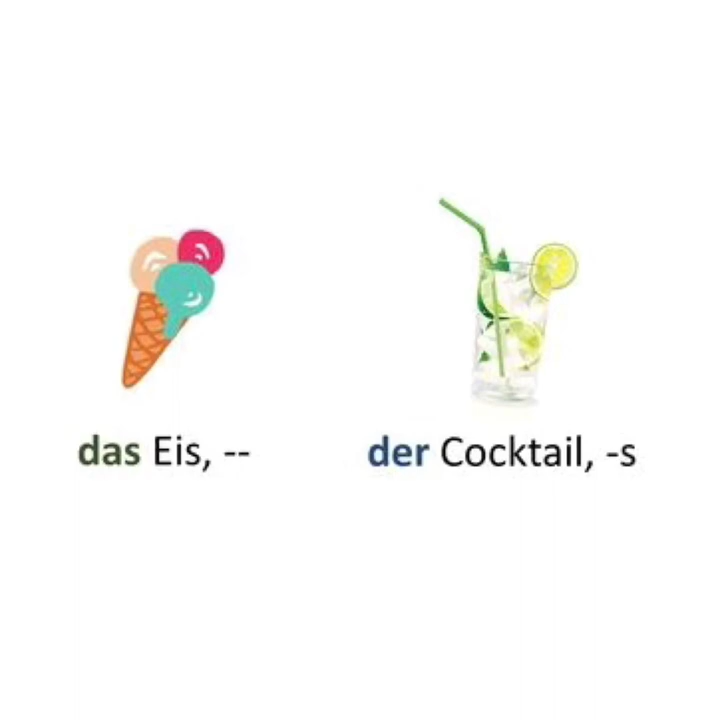 das Eis, --
der Cocktail, -s